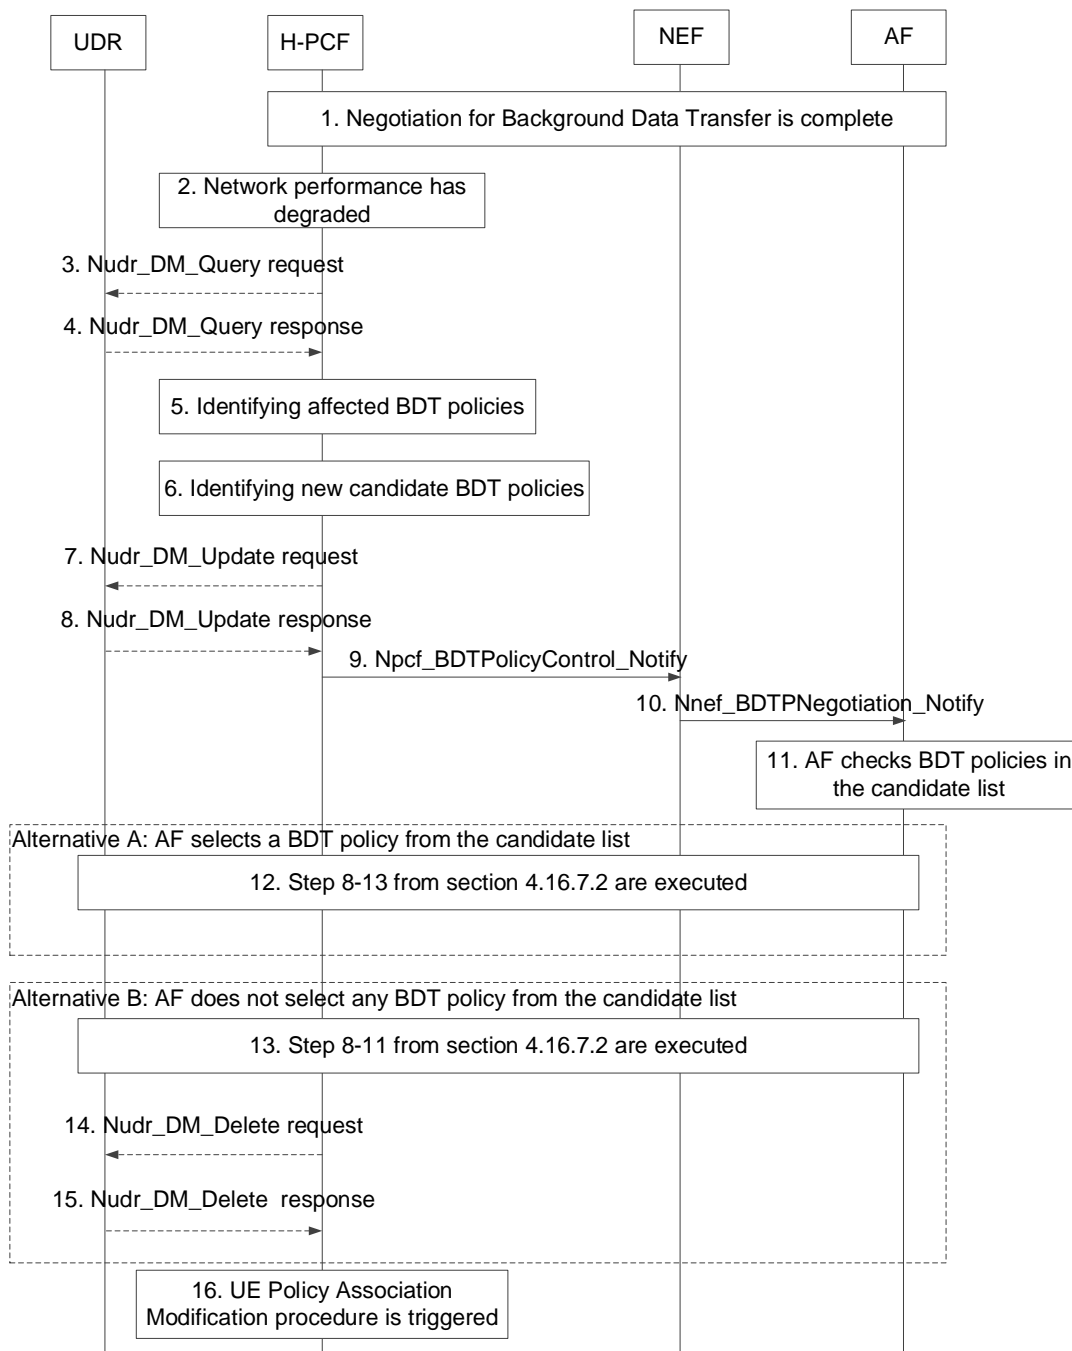 UDR
H-PCF
NEF
AF
1. Negotiation for Background Data Transfer is complete
2. Network performance has
degraded
3. Nudr_DM_Query request
4. Nudr_DM_Query response
5. Identifying affected BDT policies
6. Identifying new candidate BDT policies
7. Nudr_DM_Update request
8. Nudr_DM_Update response
9. Npcf_BDTPolicyControl_Notify
10. Nnef_BDTPNegotiation_Notify
11. AF checks BDT policies in
the candidate list
Alternative A: AF selects a BDT policy from the candidate list
12. Step 8-13 from section 4.16.7.2 are executed
Alternative B: AF does not select any BDT policy from the candidate list
13. Step 8-11 from section 4.16.7.2 are executed
14. Nudr_DM_Delete request
15. Nudr_DM_Delete  response
16. UE Policy Association
Modification procedure is triggered